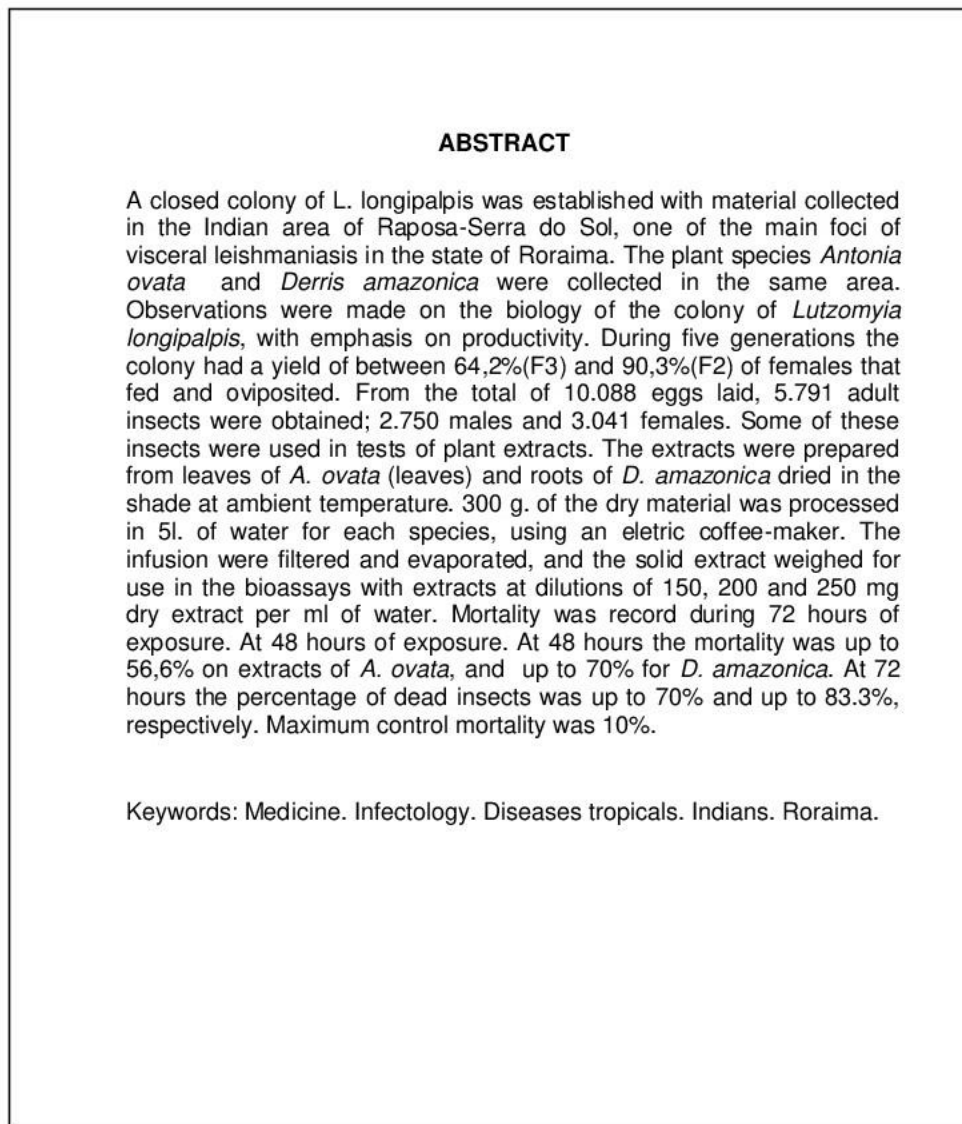 ABSTRACT
A closed colony of L. longipalpis was established with material collected
in the Indian area of Raposa-Serra do Sol, one of the main foci of
visceral leishmaniasis in the state of Roraima. The plant species Antonia
ovata and Derris amazonica were collected in the same area.
Observations were made on the biology of the colony of Lutzomyia
longipalpis, with emphasis on productivity. During five generations the
colony had a yield of between 64,2%(F3) and 90,3%(F2) of females that
fed and oviposited. From the total of 10.088 eggs laid, 5.791 adult
insects were obtained; 2.750 males and 3.041 females. Some of these
insects were used in tests of plant extracts. The extracts were prepared
from leaves of A. ovata (leaves) and roots of D. amazonica dried in the
shade at ambient temperature. 300 g. of the dry material was processed
in 5l. of water for each species, using an eletric coffee-maker. The
infusion were filtered and evaporated, and the solid extract weighed for
use in the bioassays with extracts at dilutions of 150, 200 and 250 mg
dry extract per ml of water. Mortality was record during 72 hours of
exposure. At 48 hours of exposure. At 48 hours the mortality was up to
56,6% on extracts of A. ovata, and up to 70% for D. amazonica. At 72
hours the percentage of dead insects was up to 70% and up to 83.3%,
respectively. Maximum control mortality was 10%.
Keywords: Medicine. Infectology. Diseases tropicals. Indians. Roraima.